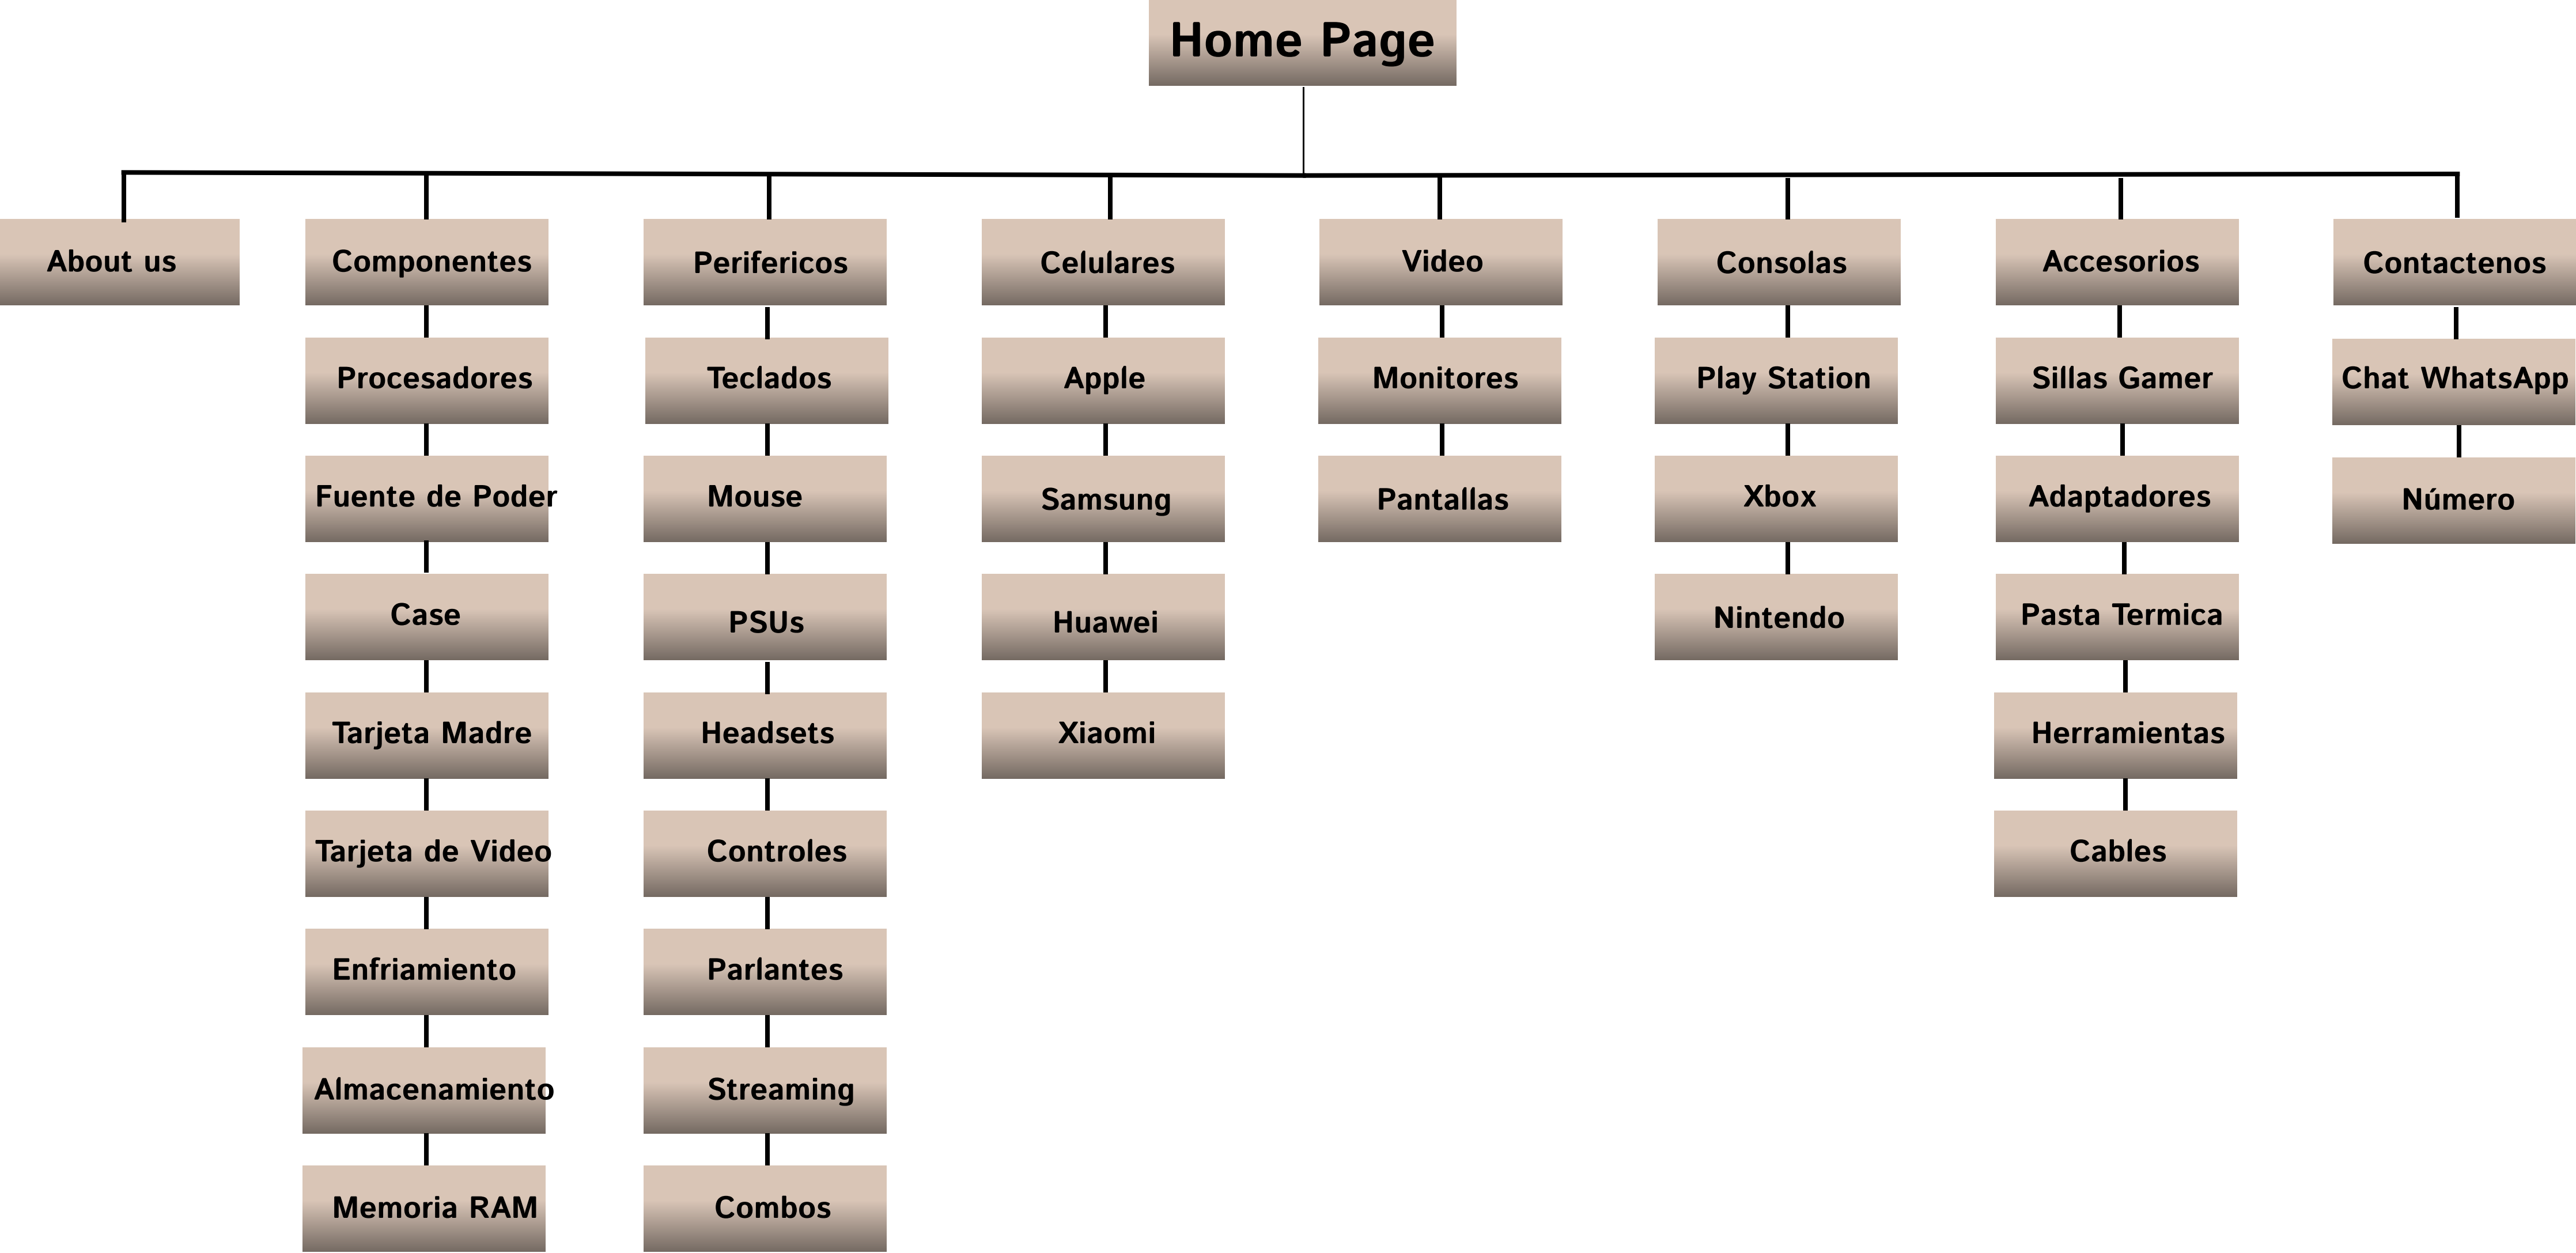 Home Page
About us
Componentes
Perifericos
Celulares
Video
Consolas
Accesorios
Contactenos
Procesadores
Teclados
Apple
Monitores
Play Station
Sillas Gamer
Chat WhatsApp
Fuente de Poder
Mouse
Samsung
Pantallas
Xbox
Adaptadores
Número
Case
PSUs
Huawei
Nintendo
Pasta Termica
Tarjeta Madre
Headsets
Xiaomi
Herramientas
Tarjeta de Video
Controles
Cables
Enfriamiento
Parlantes
Almacenamiento
Streaming
Memoria RAM
Combos